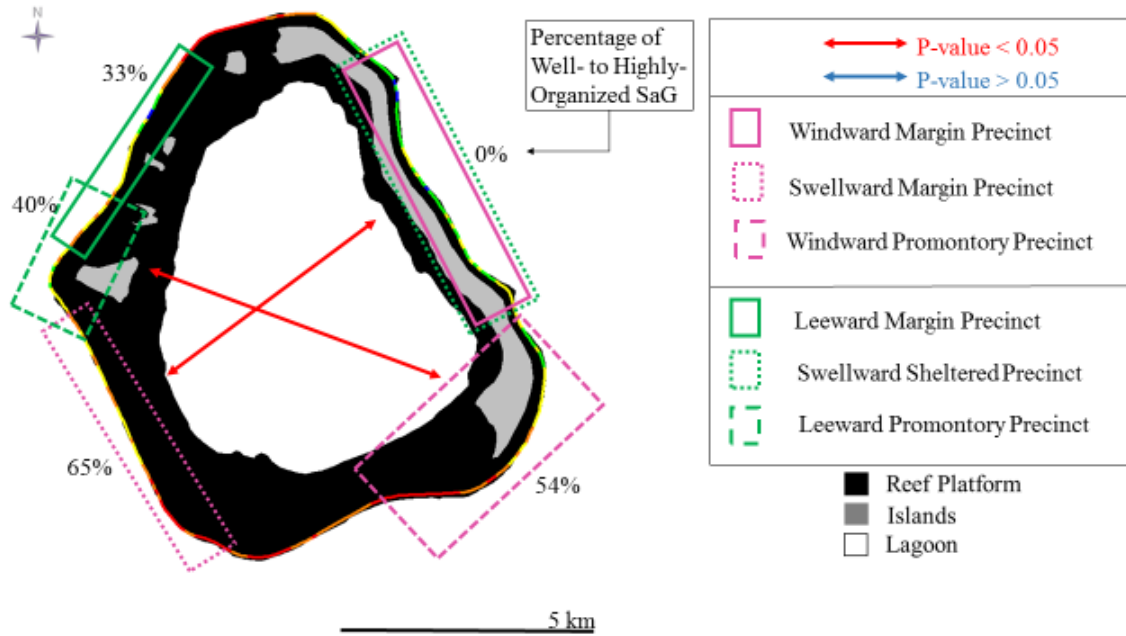 N
33%
40%
65%
54%
0%
Percentage of
Well- to Highly-
Organized SaG
P-value < 0.05
P-value > 0.05
Windward Margin Precinct
Swellward Margin Precinct
Windward Promontory Precinct
Leeward Margin Precinct
Swellward Sheltered Precinct
Leeward Promontory Precinct
Reef Platform
Islands
Lagoon
5 km